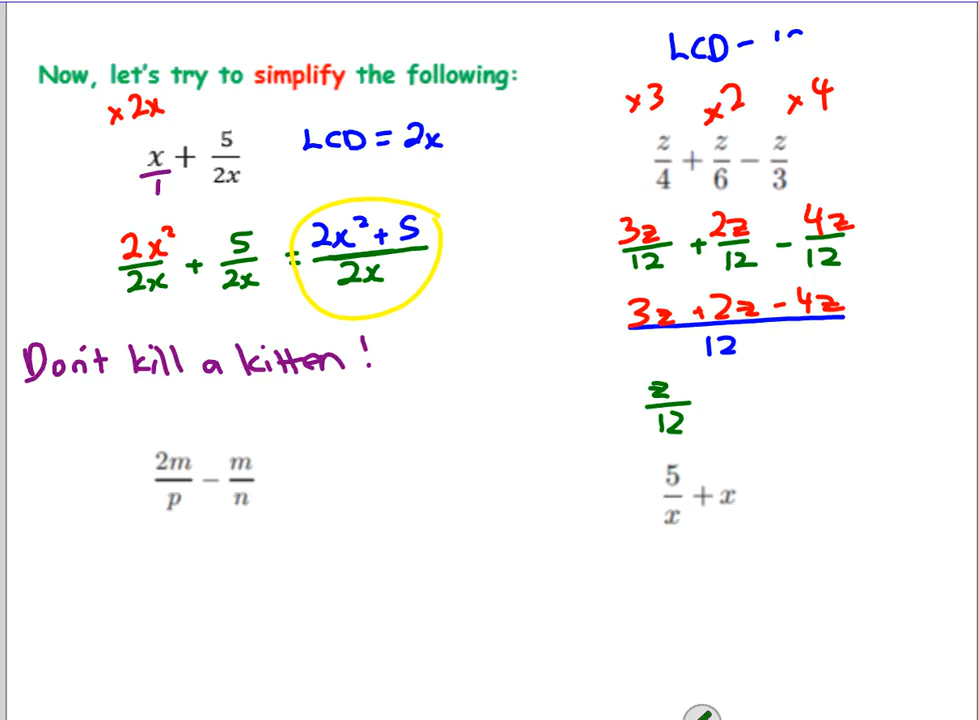 Now, let's try to simplify the following:
×2x
x/1 + 5/2x
LCD = 2x
2x²/2x + 5/2x = (2x² + 5)/2x
Don't kill a kitten!
2m/p − m/n
LCD -
×3 ×2 ×4
z/4 + z/6 − z/3
3z/12 + 2z/12 - 4z/12
(3z + 2z - 4z)/12
z/12
5/x + x